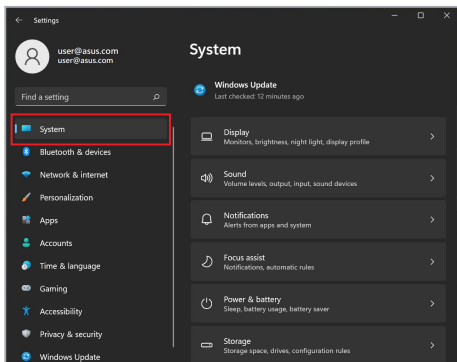 Settings
user@asus.com
user@asus.com
Find a setting
System
Bluetooth & devices
Network & internet
Personalization
Apps
Accounts
Time & language
Gaming
Accessibility
Privacy & security
Windows Update
System
Windows Update
Last checked: 12 minutes ago
Display
Monitors, brightness, night light, display profile
Sound
Volume levels, output, input, sound devices
Notifications
Alerts from apps and system
Focus assist
Notifications, automatic rules
Power & battery
Sleep, battery usage, battery saver
Storage
Storage space, drives, configuration rules